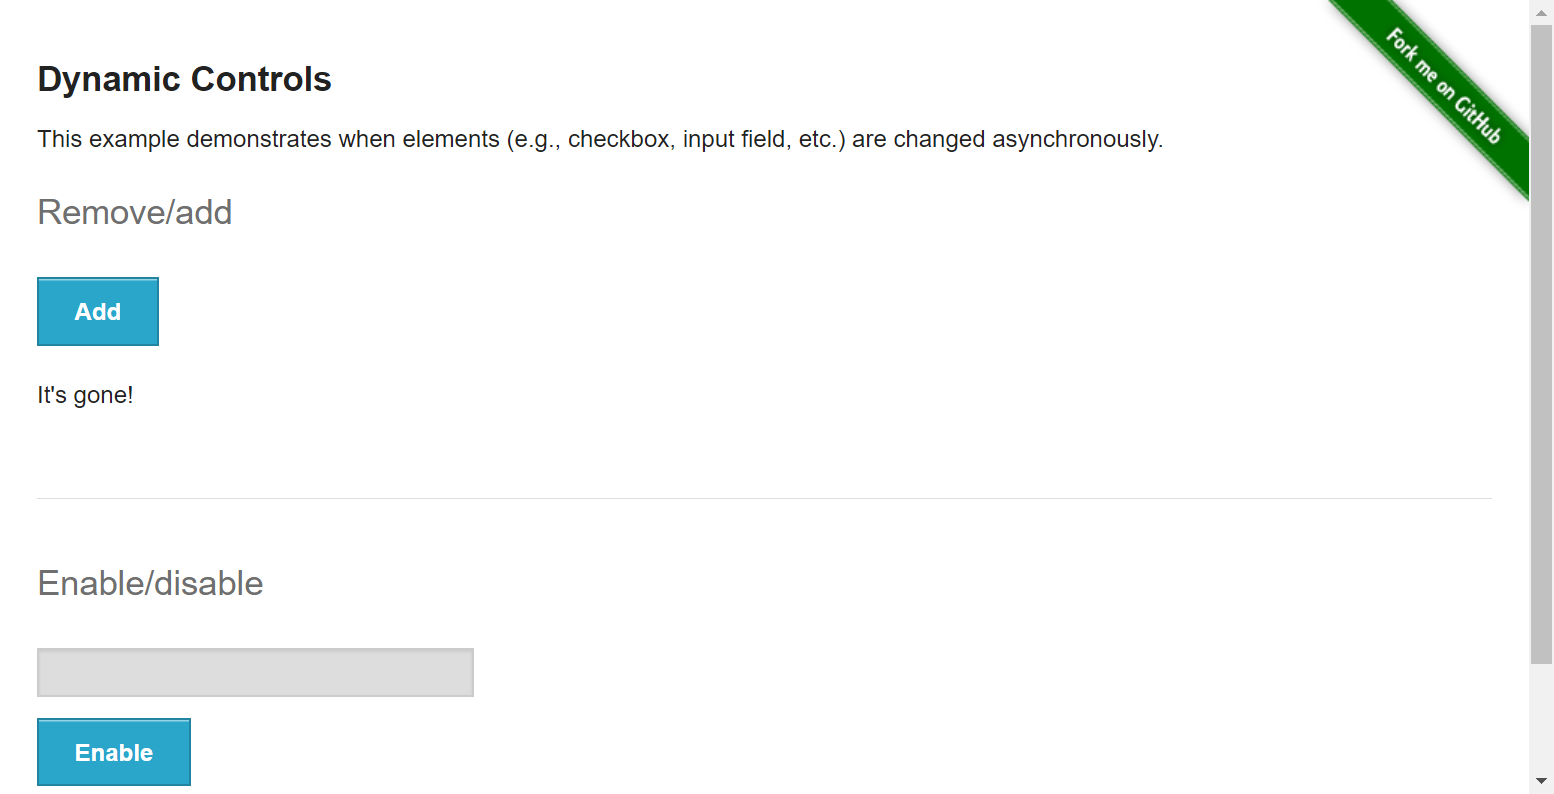 Fork me on GitHub
Dynamic Controls
This example demonstrates when elements (e.g., checkbox, input field, etc.) are changed asynchronously.
Remove/add
Add
It's gone!
Enable/disable
Enable